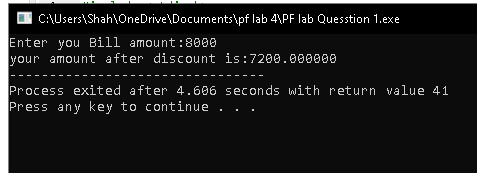 C:\Users\Shah\OneDrive\Documents\pf lab 4\PF lab Quesstion 1.exe
Enter you Bill amount:8000
your amount after discount is:7200.000000
--------------------------------
Process exited after 4.606 seconds with return value 41
Press any key to continue . . .